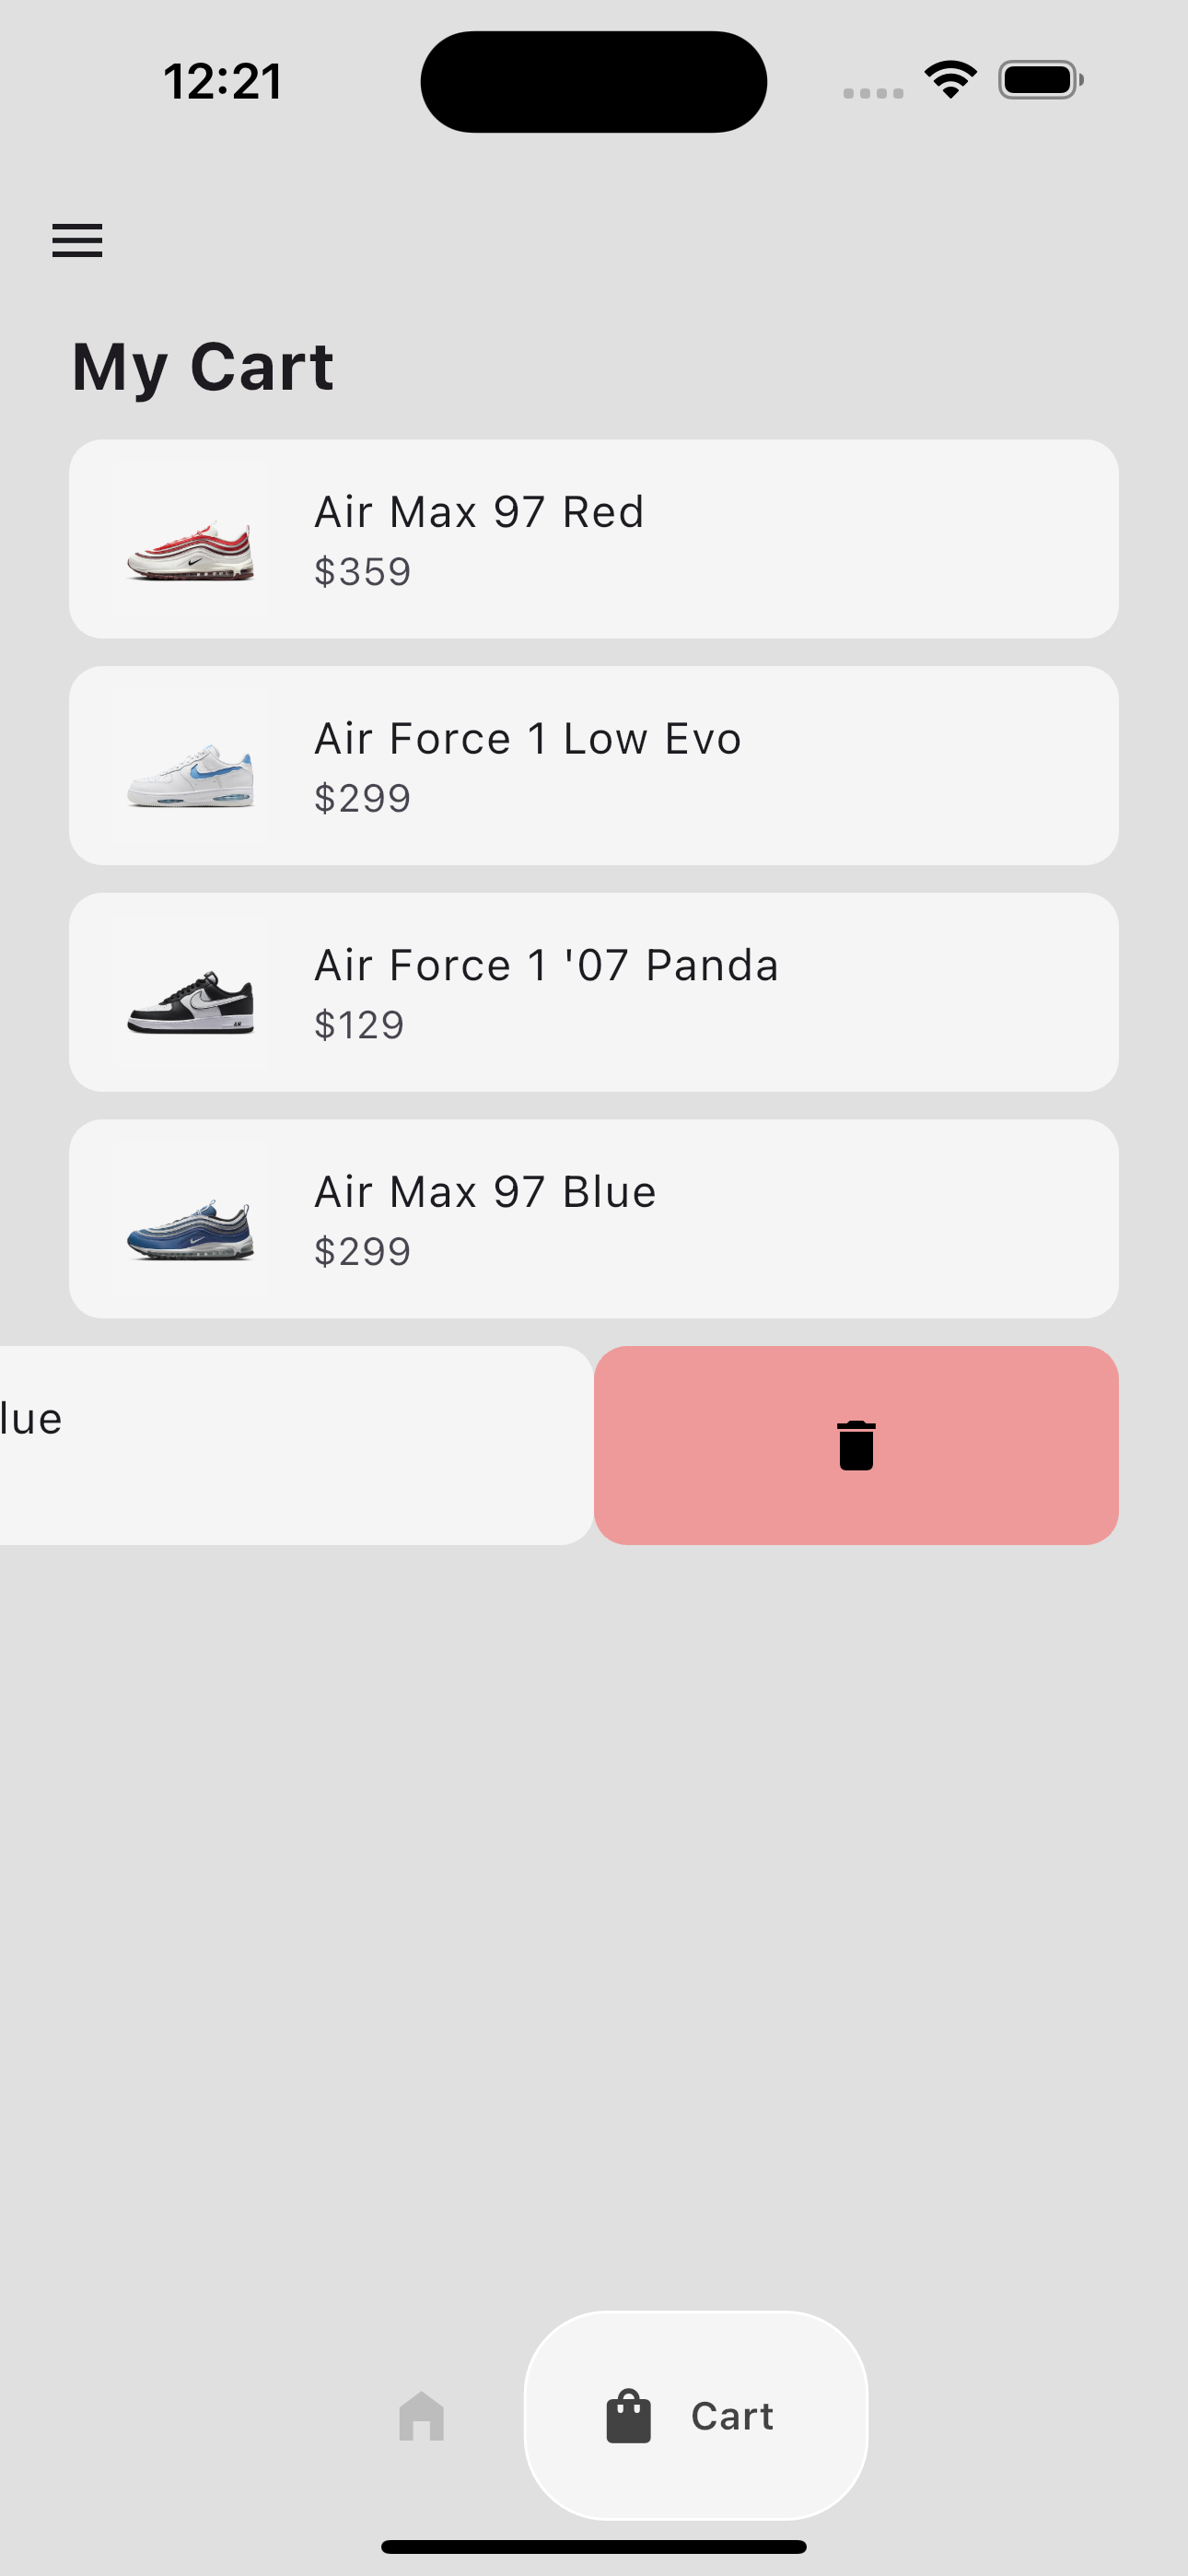 12:21
My Cart
Air Max 97 Red
$359
Air Force 1 Low Evo
$299
Air Force 1 '07 Panda
$129
Air Max 97 Blue
$299
lue
Cart